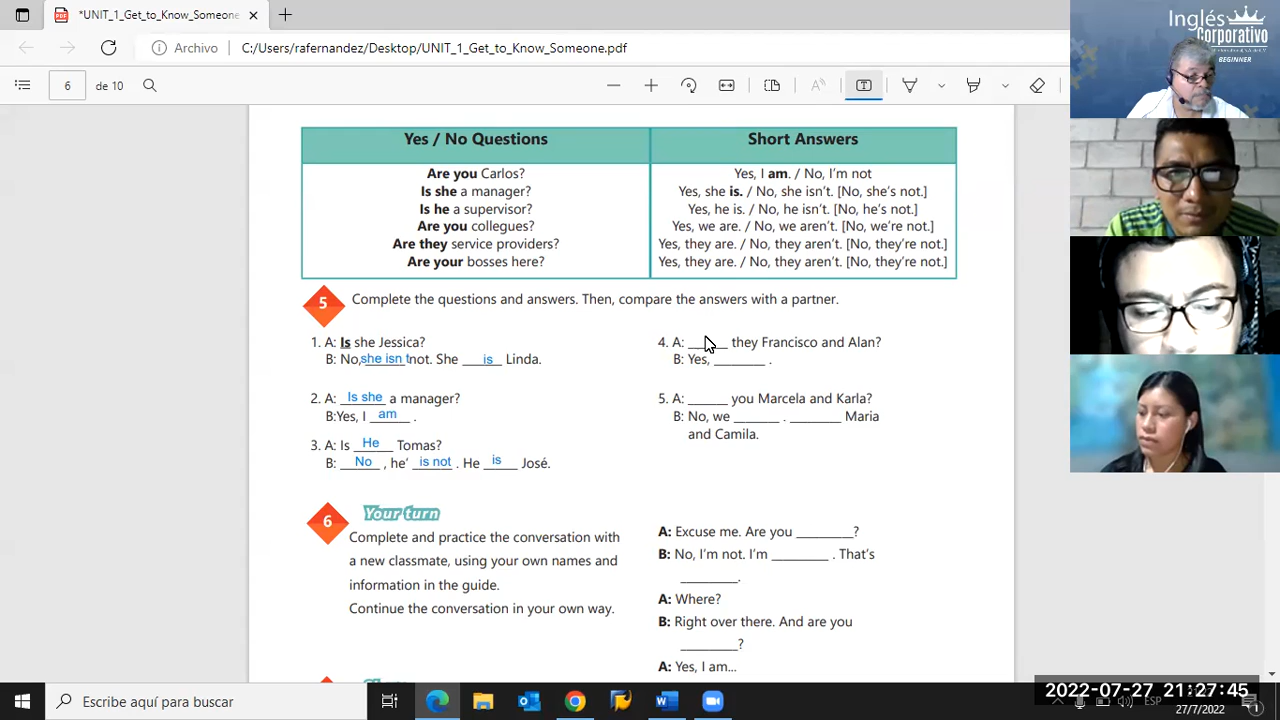 *UNIT_1_Get_to_Know_Someone
Archivo
C:/Users/rafernandez/Desktop/UNIT_1_Get_to_Know_Someone.pdf
6 de 10
Yes / No Questions
Short Answers
Are you Carlos?
Yes, I am. / No, I'm not
Is she a manager?
Yes, she is. / No, she isn't. [No, she's not.]
Is he a supervisor?
Yes, he is. / No, he isn't. [No, he's not.]
Are you collegues?
Yes, we are. / No, we aren't. [No, we're not.]
Are they service providers?
Yes, they are. / No, they aren't. [No, they're not.]
Are your bosses here?
Yes, they are. / No, they aren't. [No, they're not.]
5 Complete the questions and answers. Then, compare the answers with a partner.
1. A: Is she Jessica?
B: No, she isn t not. She is Linda.
2. A: Is she a manager?
B:Yes, I am .
3. A: Is He Tomas?
B: No , he' is not . He is José.
4. A: ______ they Francisco and Alan?
B: Yes, ________ .
5. A: ______ you Marcela and Karla?
B: No, we _______ . ________ Maria
and Camila.
6 Your turn
Complete and practice the conversation with
a new classmate, using your own names and
information in the guide.
Continue the conversation in your own way.
A: Excuse me. Are you _________?
B: No, I'm not. I'm _________ . That's
_________.
A: Where?
B: Right over there. And are you
_________?
A: Yes, I am...
Inglés
Corporativo
BEGINNER
Escribe aquí para buscar
ESP
2022-07-27 21:27:45
27/7/2022